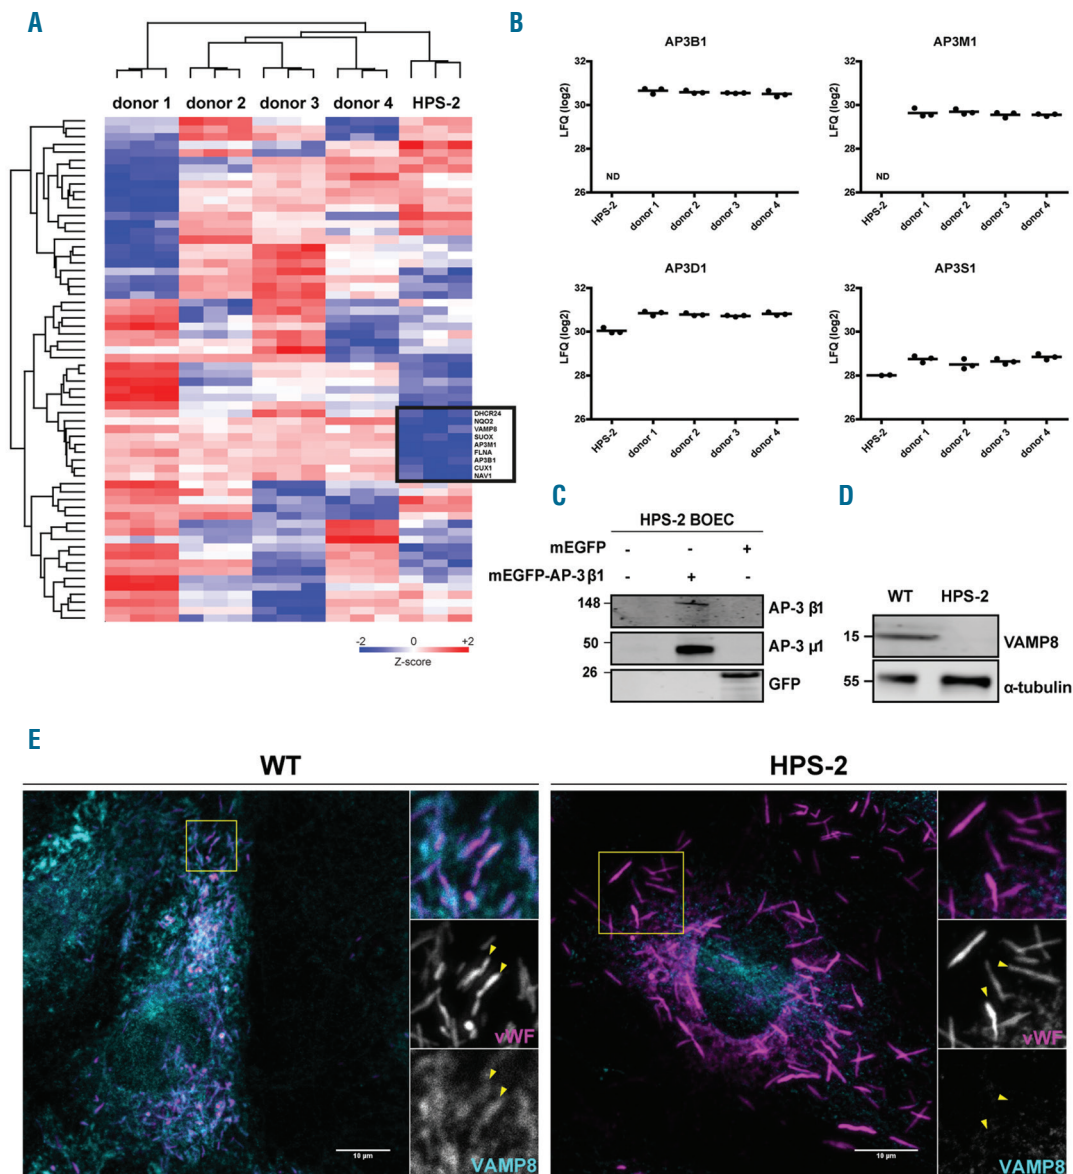 A
donor 1 donor 2 donor 3 donor 4 HPS-2
DHCR24
NQO2
VAMP8
SUOX
AP3M1
FLNA
AP3B1
CUX1
NAV1
-2 0 +2
Z-score
B
AP3B1
LFQ (log2)
32
30
28
26
ND
HPS-2 donor 1 donor 2 donor 3 donor 4
AP3M1
LFQ (log2)
32
30
28
26
ND
HPS-2 donor 1 donor 2 donor 3 donor 4
AP3D1
LFQ (log2)
32
30
28
26
HPS-2 donor 1 donor 2 donor 3 donor 4
AP3S1
LFQ (log2)
32
30
28
26
HPS-2 donor 1 donor 2 donor 3 donor 4
C
HPS-2 BOEC
mEGFP - - +
mEGFP-AP-3β1 - + -
148 AP-3 β1
50 AP-3 µ1
26 GFP
D
WT HPS-2
15 VAMP8
55 α-tubulin
E
WT
vWF
10 µm
VAMP8
HPS-2
vWF
10 µm
VAMP8